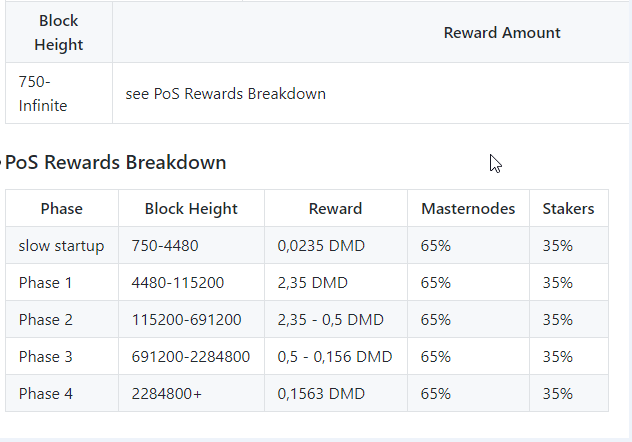 Block Height Reward Amount
750-Infinite see PoS Rewards Breakdown
PoS Rewards Breakdown
Phase Block Height Reward Masternodes Stakers
slow startup 750-4480 0,0235 DMD 65% 35%
Phase 1 4480-115200 2,35 DMD 65% 35%
Phase 2 115200-691200 2,35 - 0,5 DMD 65% 35%
Phase 3 691200-2284800 0,5 - 0,156 DMD 65% 35%
Phase 4 2284800+ 0,1563 DMD 65% 35%